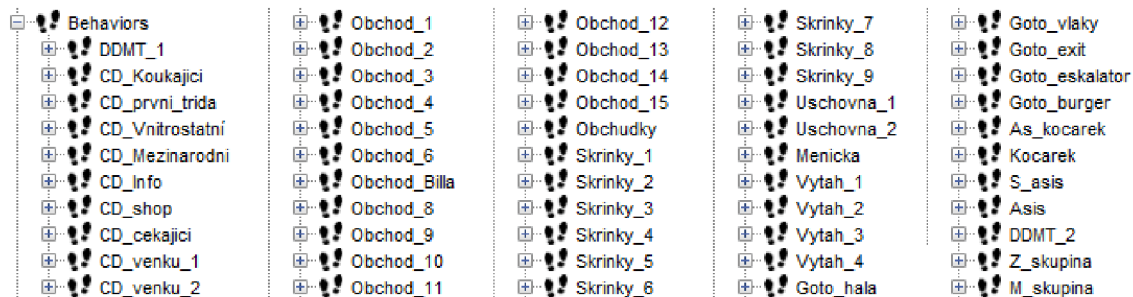 Behaviors
DDMT_1
CD_Koukajici
CD_prvni_trida
CD_Vnitrostatní
CD_Mezinarodni
CD_Info
CD_shop
CD_cekajici
CD_venku_1
CD_venku_2
Obchod_1
Obchod_2
Obchod_3
Obchod_4
Obchod_5
Obchod_6
Obchod_Billa
Obchod_8
Obchod_9
Obchod_10
Obchod_11
Obchod_12
Obchod_13
Obchod_14
Obchod_15
Obchudky
Skrinky_1
Skrinky_2
Skrinky_3
Skrinky_4
Skrinky_5
Skrinky_6
Skrinky_7
Skrinky_8
Skrinky_9
Uschovna_1
Uschovna_2
Menicka
Vytah_1
Vytah_2
Vytah_3
Vytah_4
Goto_hala
Goto_vlaky
Goto_exit
Goto_eskalator
Goto_burger
As_kocarek
Kocarek
S_asis
Asis
DDMT_2
Z_skupina
M_skupina